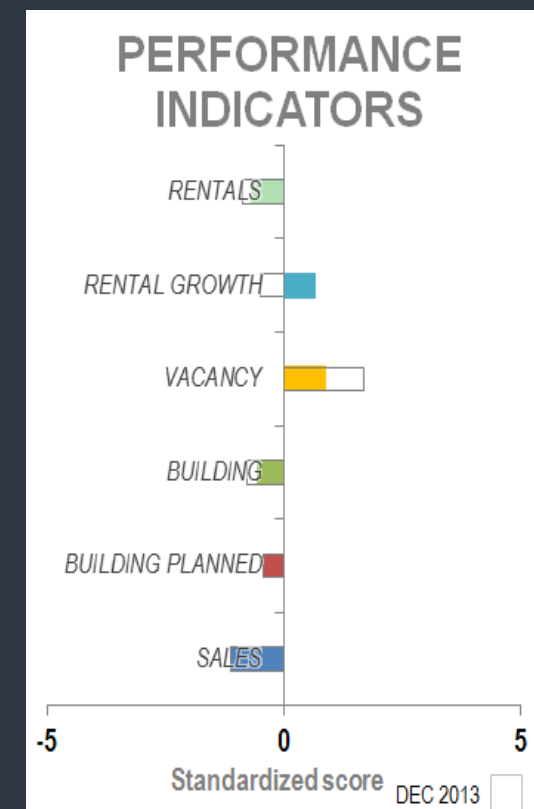 PERFORMANCE
INDICATORS
RENTALS
RENTAL GROWTH
VACANCY
BUILDING
BUILDING PLANNED
SALES
-5 0 5
Standardized score
DEC 2013